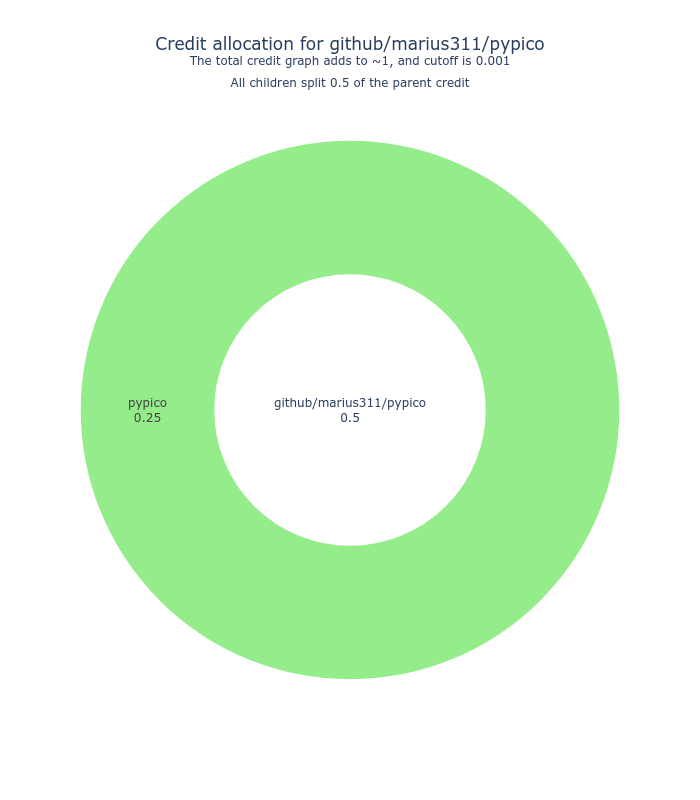 Credit allocation for github/marius311/pypico
The total credit graph adds to ~1, and cutoff is 0.001
All children split 0.5 of the parent credit
pypico
0.25
github/marius311/pypico
0.5